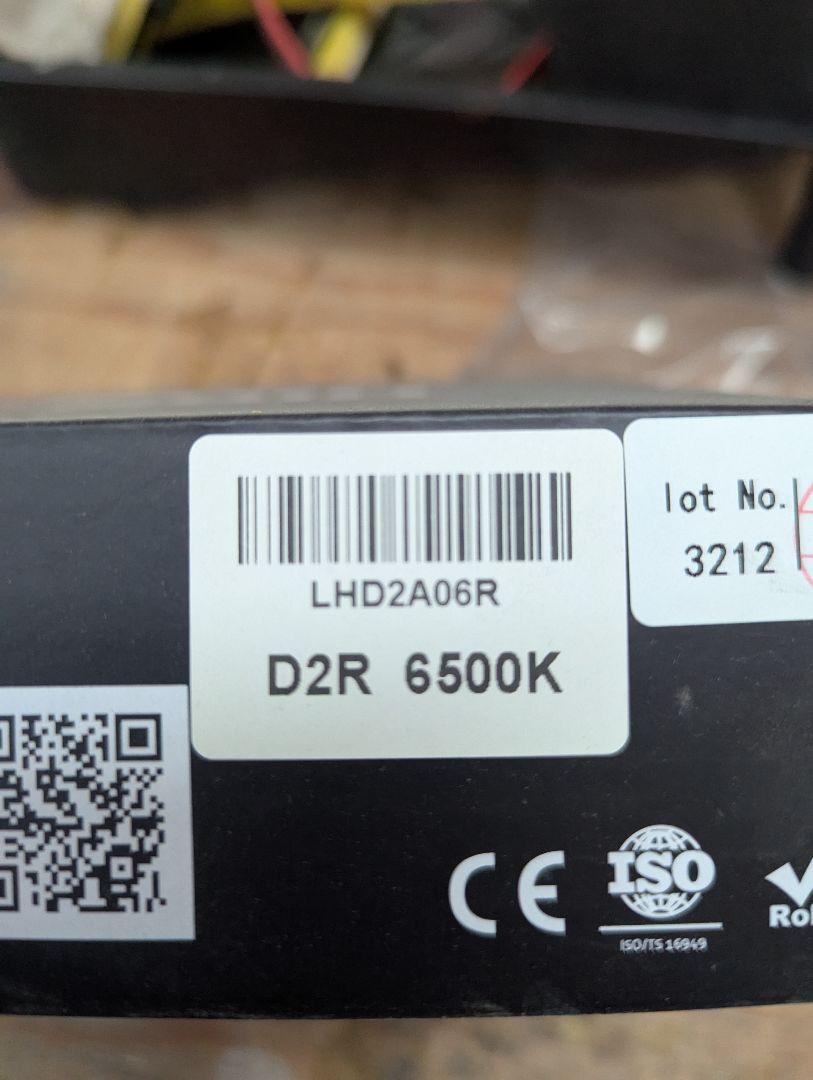 LHD2A06R
D2R 6500K
lot No.
3212
CE
ISO
ISO/TS 16949